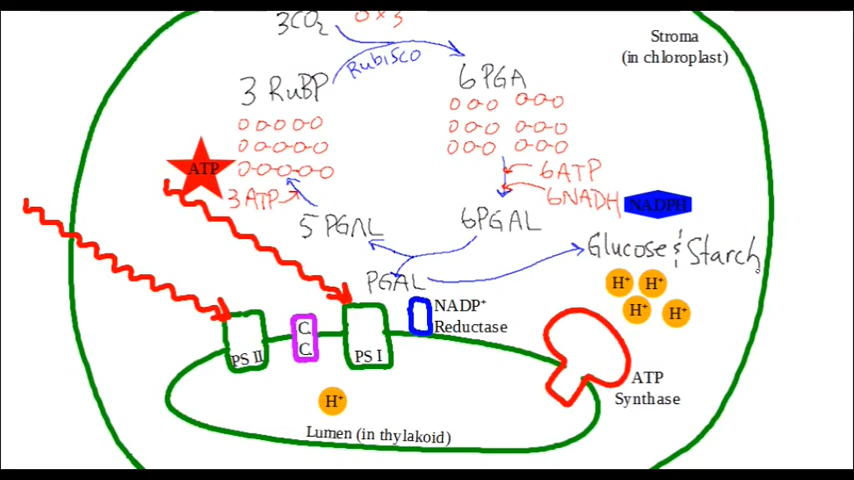 3CO₂
0x3
Stroma
(in chloroplast)
Rubisco
3 RuBP
6 PGA
ATP
6ATP
3ATP
6NADH
NADPH
5 PGAL
6PGAL
Glucose & Starch
PGAL
H⁺ H⁺
H⁺ H⁺
NADP⁺
Reductase
C.
C.
PS II
PS I
ATP
Synthase
H⁺
Lumen (in thylakoid)